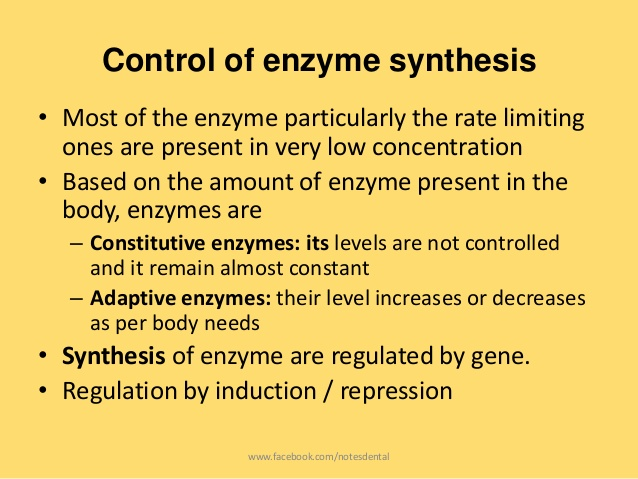 Control of enzyme synthesis
• Most of the enzyme particularly the rate limiting
ones are present in very low concentration
• Based on the amount of enzyme present in the
body, enzymes are
– Constitutive enzymes: its levels are not controlled
and it remain almost constant
– Adaptive enzymes: their level increases or decreases
as per body needs
• Synthesis of enzyme are regulated by gene.
• Regulation by induction / repression
www.facebook.com/notesdental